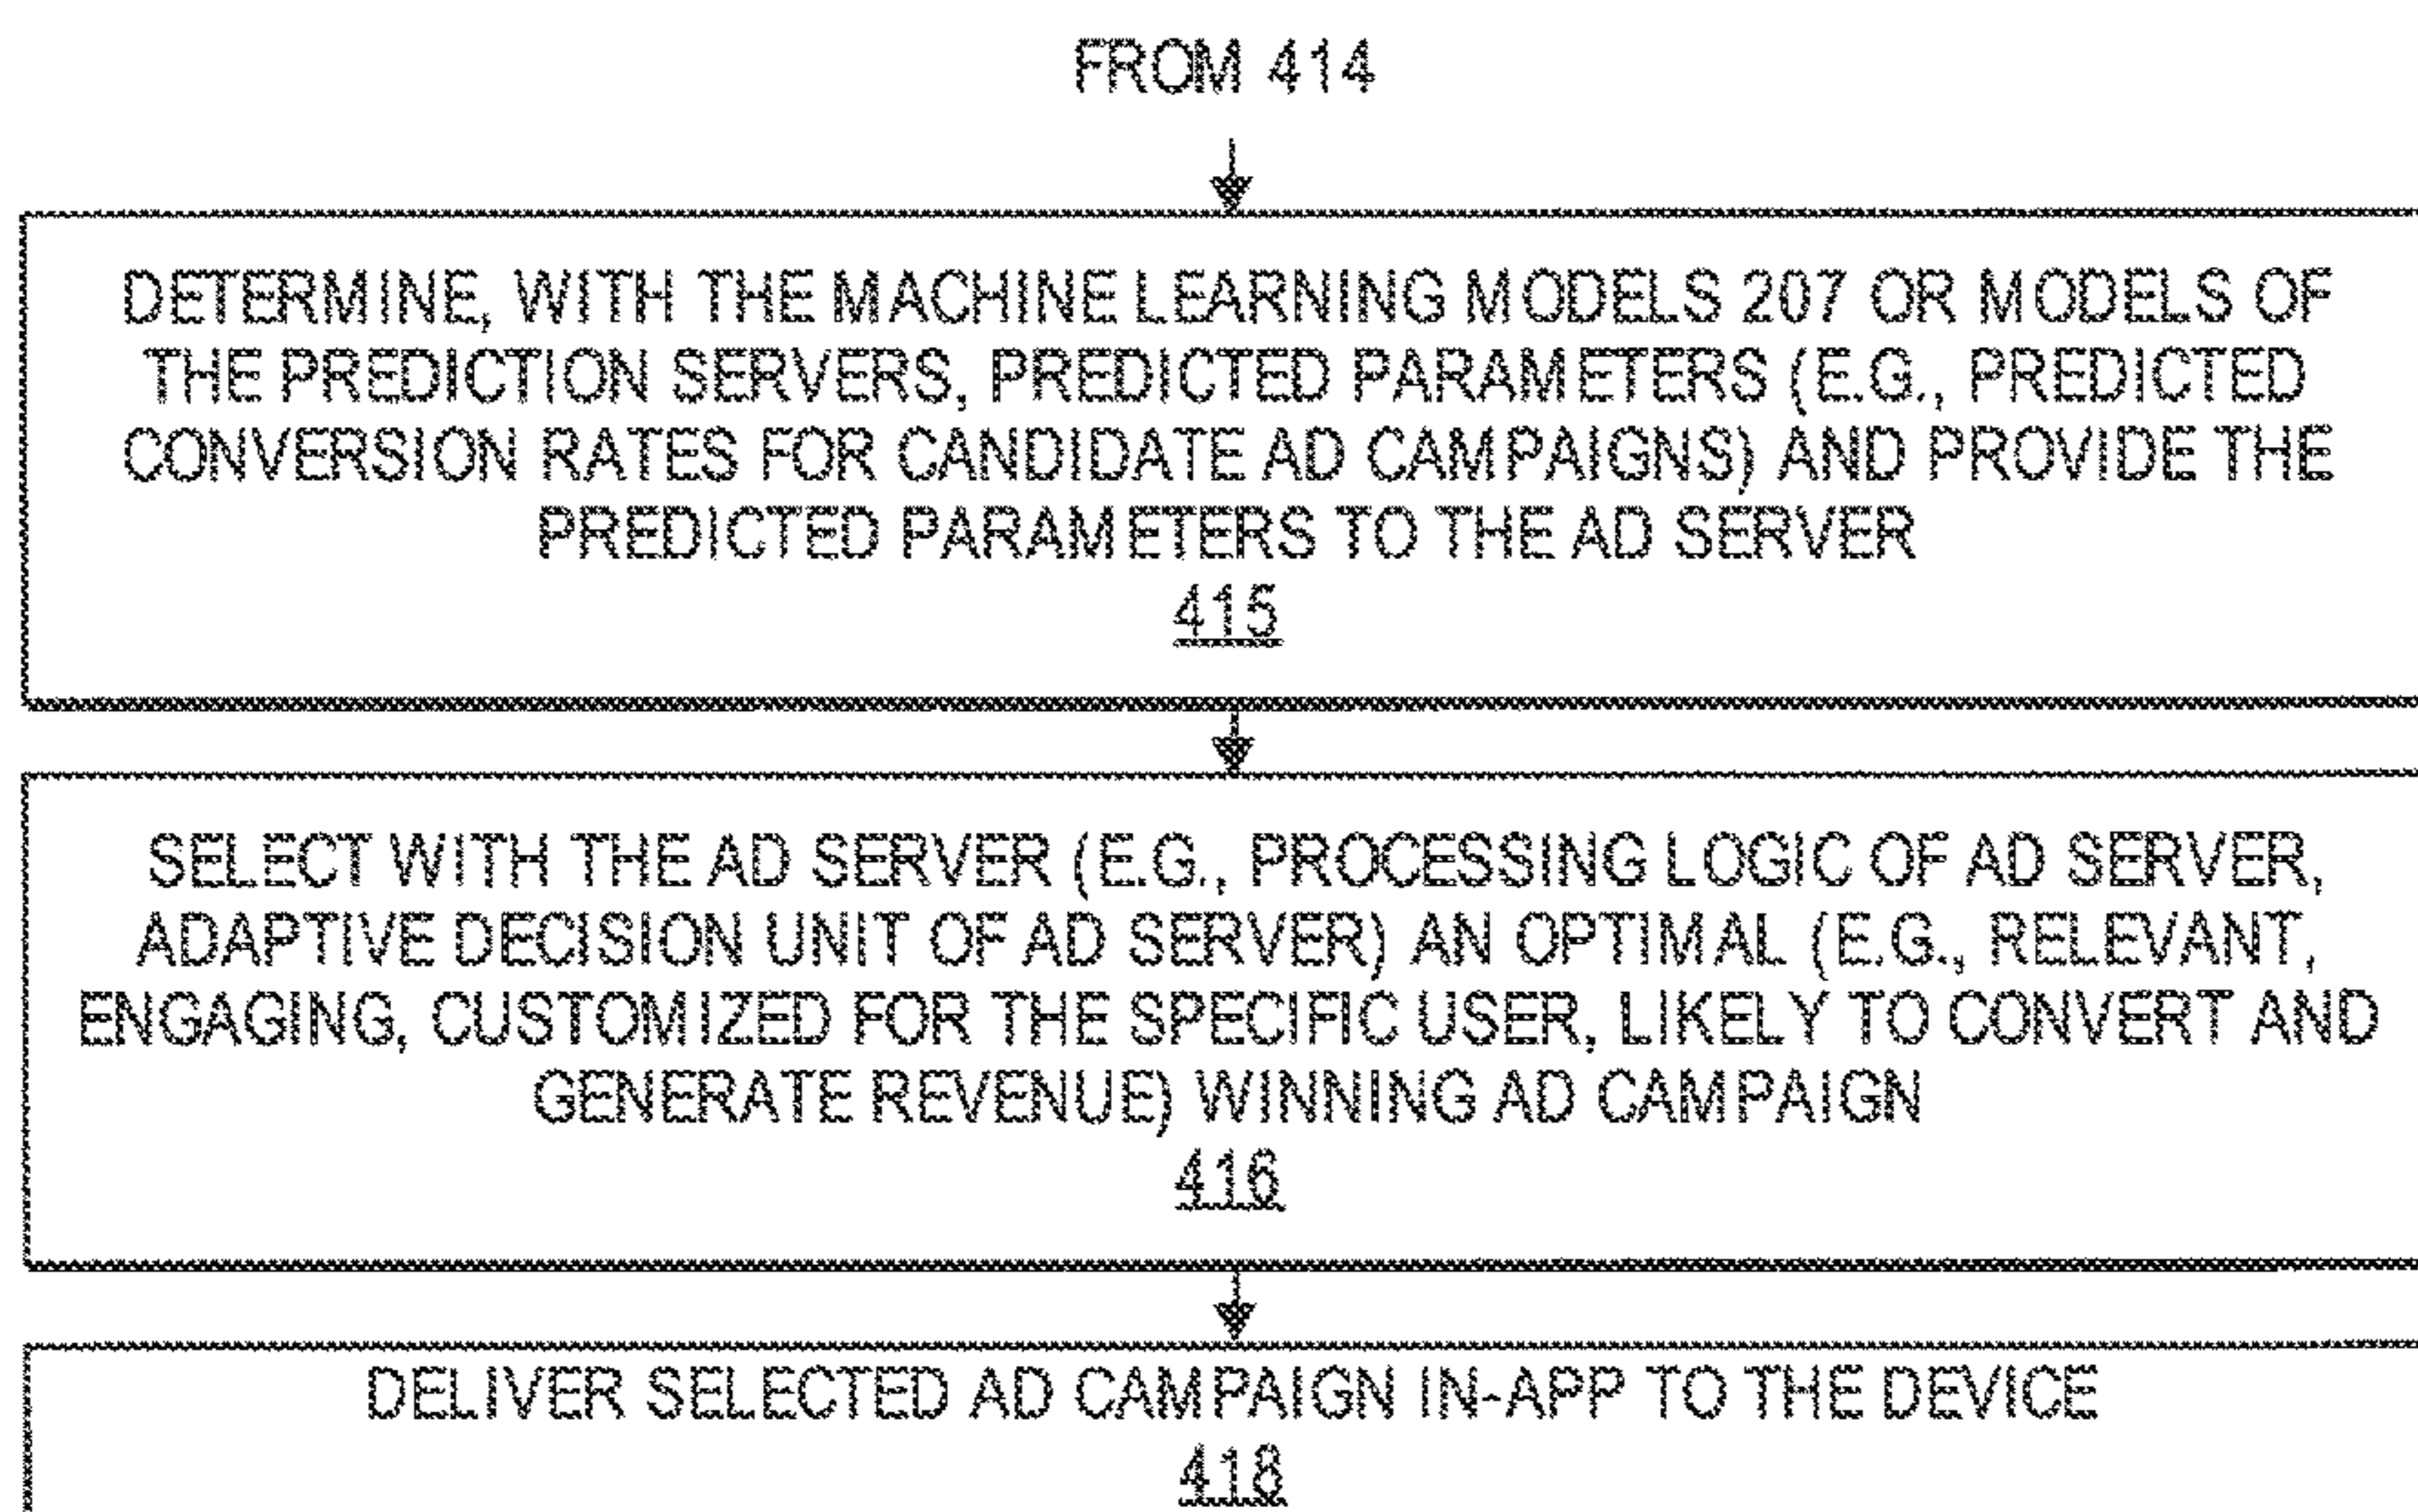 FROM 414
DETERMINE, WITH THE MACHINE LEARNING MODELS 207 OR MODELS OF
THE PREDICTION SERVERS, PREDICTED PARAMETERS (E.G., PREDICTED
CONVERSION RATES FOR CANDIDATE AD CAMPAIGNS) AND PROVIDE THE
PREDICTED PARAMETERS TO THE AD SERVER
415
SELECT WITH THE AD SERVER (E.G., PROCESSING LOGIC OF AD SERVER,
ADAPTIVE DECISION UNIT OF AD SERVER) AN OPTIMAL (E.G., RELEVANT,
ENGAGING, CUSTOMIZED FOR THE SPECIFIC USER, LIKELY TO CONVERT AND
GENERATE REVENUE) WINNING AD CAMPAIGN
416
DELIVER SELECTED AD CAMPAIGN IN-APP TO THE DEVICE
418